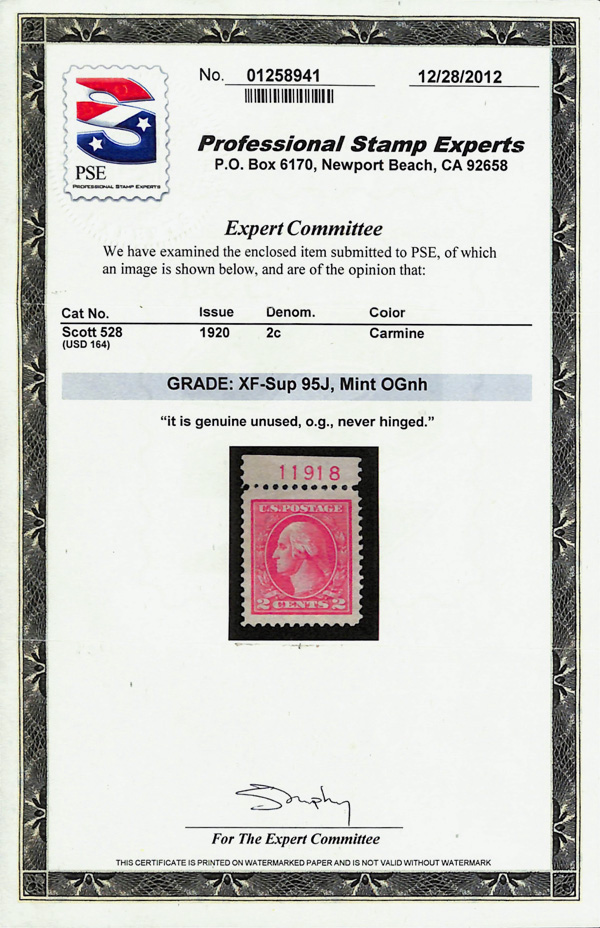 No. 01258941
12/28/2012
PSE
PROFESSIONAL STAMP EXPERTS
Professional Stamp Experts
P.O. Box 6170, Newport Beach, CA 92658
Expert Committee
We have examined the enclosed item submitted to PSE, of which
an image is shown below, and are of the opinion that:
Cat No. Issue Denom. Color
Scott 528 1920 2c Carmine
(USD 164)
GRADE: XF-Sup 95J, Mint OGnh
“it is genuine unused, o.g., never hinged.”
11918
U.S. POSTAGE
2 CENTS 2
For The Expert Committee
THIS CERTIFICATE IS PRINTED ON WATERMARKED PAPER AND IS NOT VALID WITHOUT WATERMARK